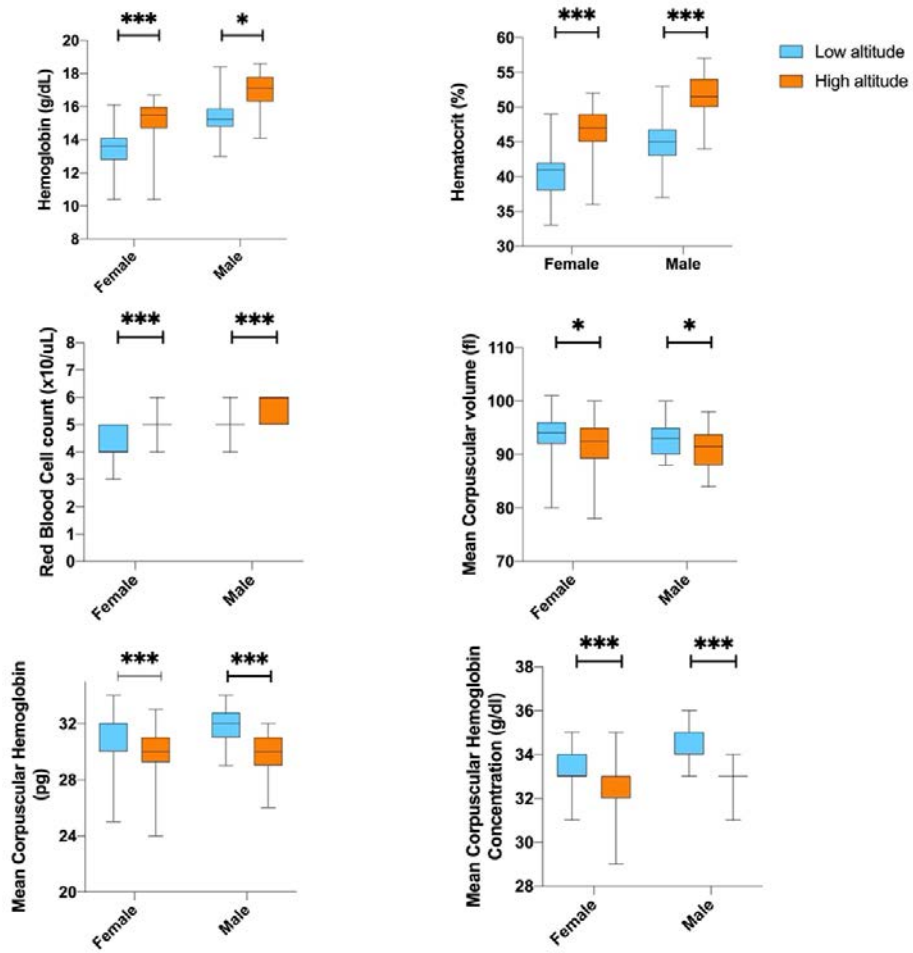 ***
*
20
18
16
14
12
10
8
Hemoglobin (g/dL)
Female
Male
***
***
60
55
50
45
40
35
30
Hematocrit (%)
Female
Male
Low altitude
High altitude
***
***
8
7
6
5
4
3
2
1
0
Red Blood Cell count (x10/uL)
Female
Male
*
*
110
100
90
80
70
Mean Corpuscular volume (fl)
Female
Male
***
***
32
28
24
20
Mean Corpuscular Hemoglobin
(pg)
Female
Male
***
***
38
36
34
32
30
28
Mean Corpuscular Hemoglobin
Concentration (g/dl)
Female
Male